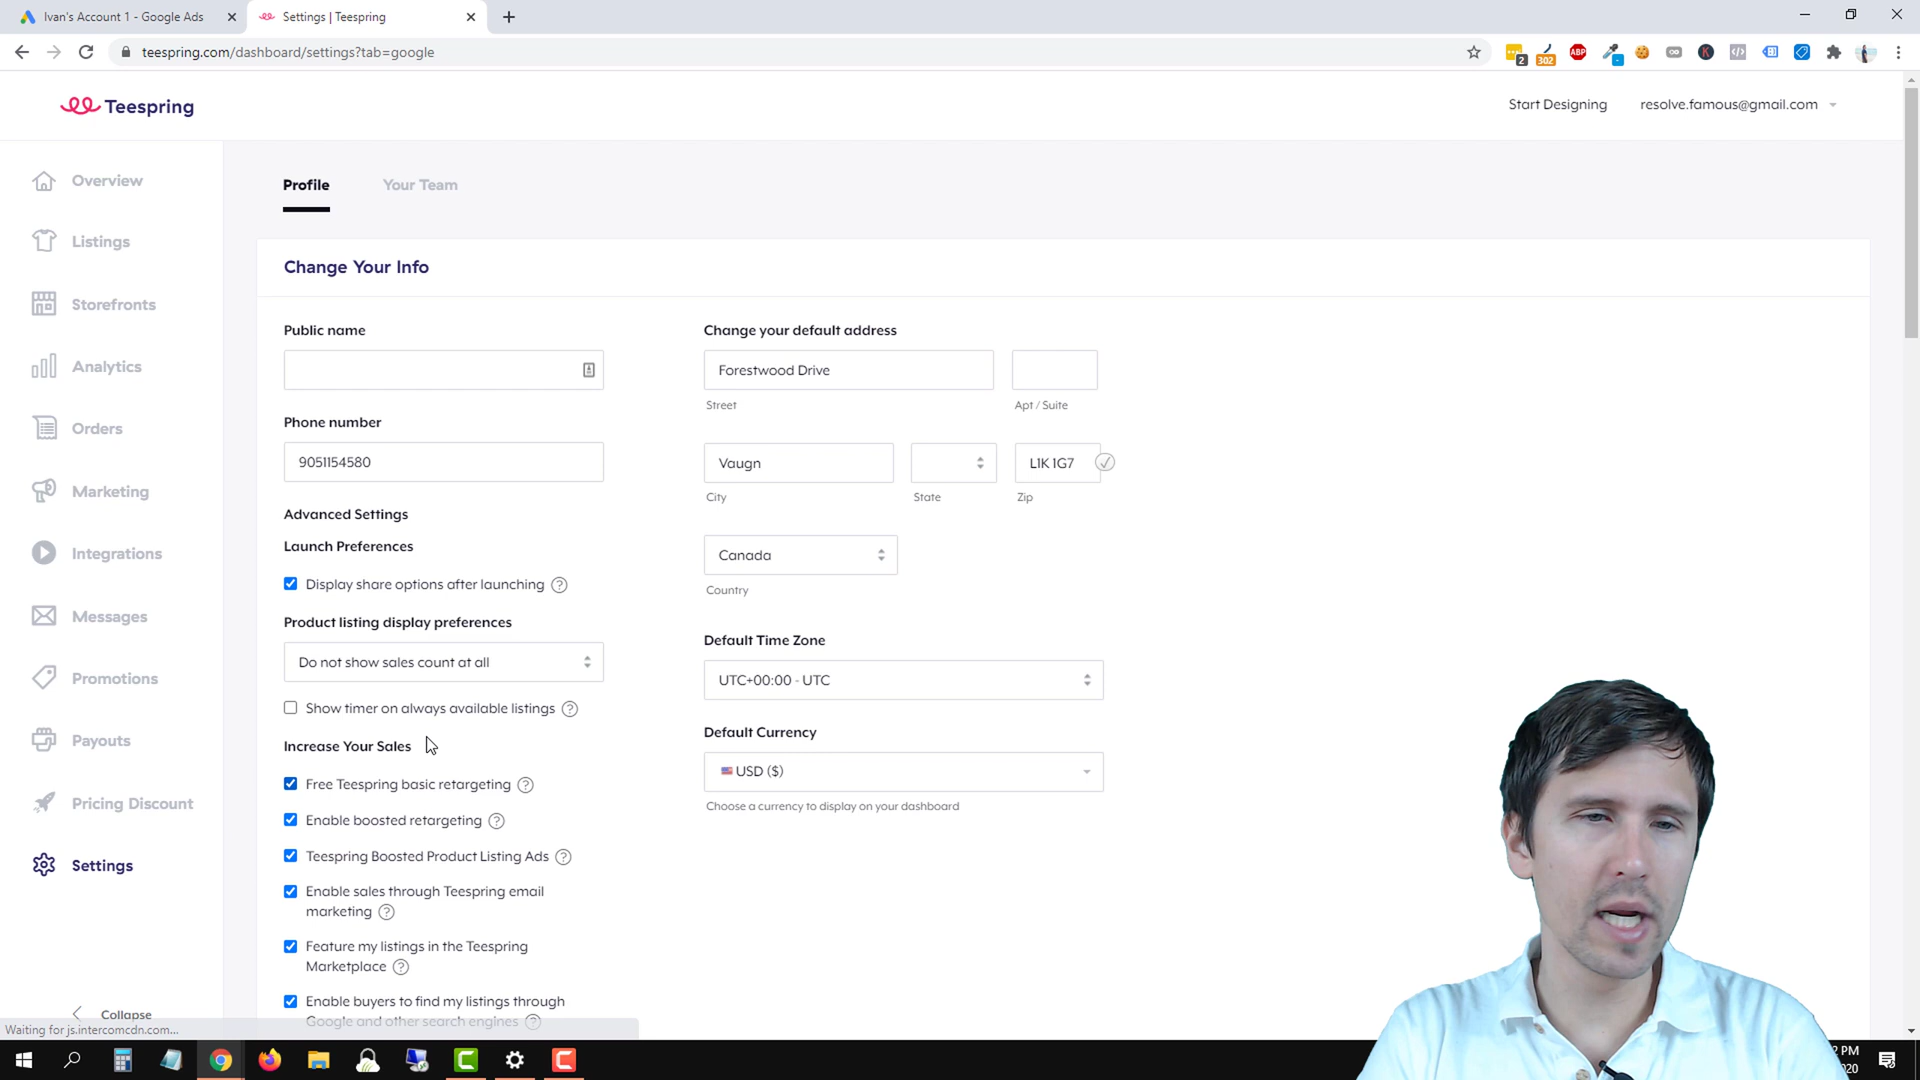 Ivan's Account 1 - Google Ads
Settings | Teespring
teespring.com/dashboard/settings?tab=google
2
302
ABP
Teespring
Start Designing
resolve.famous@gmail.com
Overview
Listings
Storefronts
Analytics
Orders
Marketing
Integrations
Messages
Promotions
Payouts
Pricing Discount
Settings
Collapse
Profile
Your Team
Change Your Info
Public name
Phone number
9051154580
Advanced Settings
Launch Preferences
Display share options after launching ?
Product listing display preferences
Do not show sales count at all
Show timer on always available listings ?
Increase Your Sales
Free Teespring basic retargeting ?
Enable boosted retargeting ?
Teespring Boosted Product Listing Ads ?
Enable sales through Teespring email
marketing ?
Feature my listings in the Teespring
Marketplace ?
Enable buyers to find my listings through
Google and other search engines ?
Change your default address
Forestwood Drive
Street
Apt / Suite
Vaugn
L1K 1G7
City
State
Zip
Canada
Country
Default Time Zone
UTC+00:00 - UTC
Default Currency
USD ($)
Choose a currency to display on your dashboard
Waiting for js.intercomcdn.com...